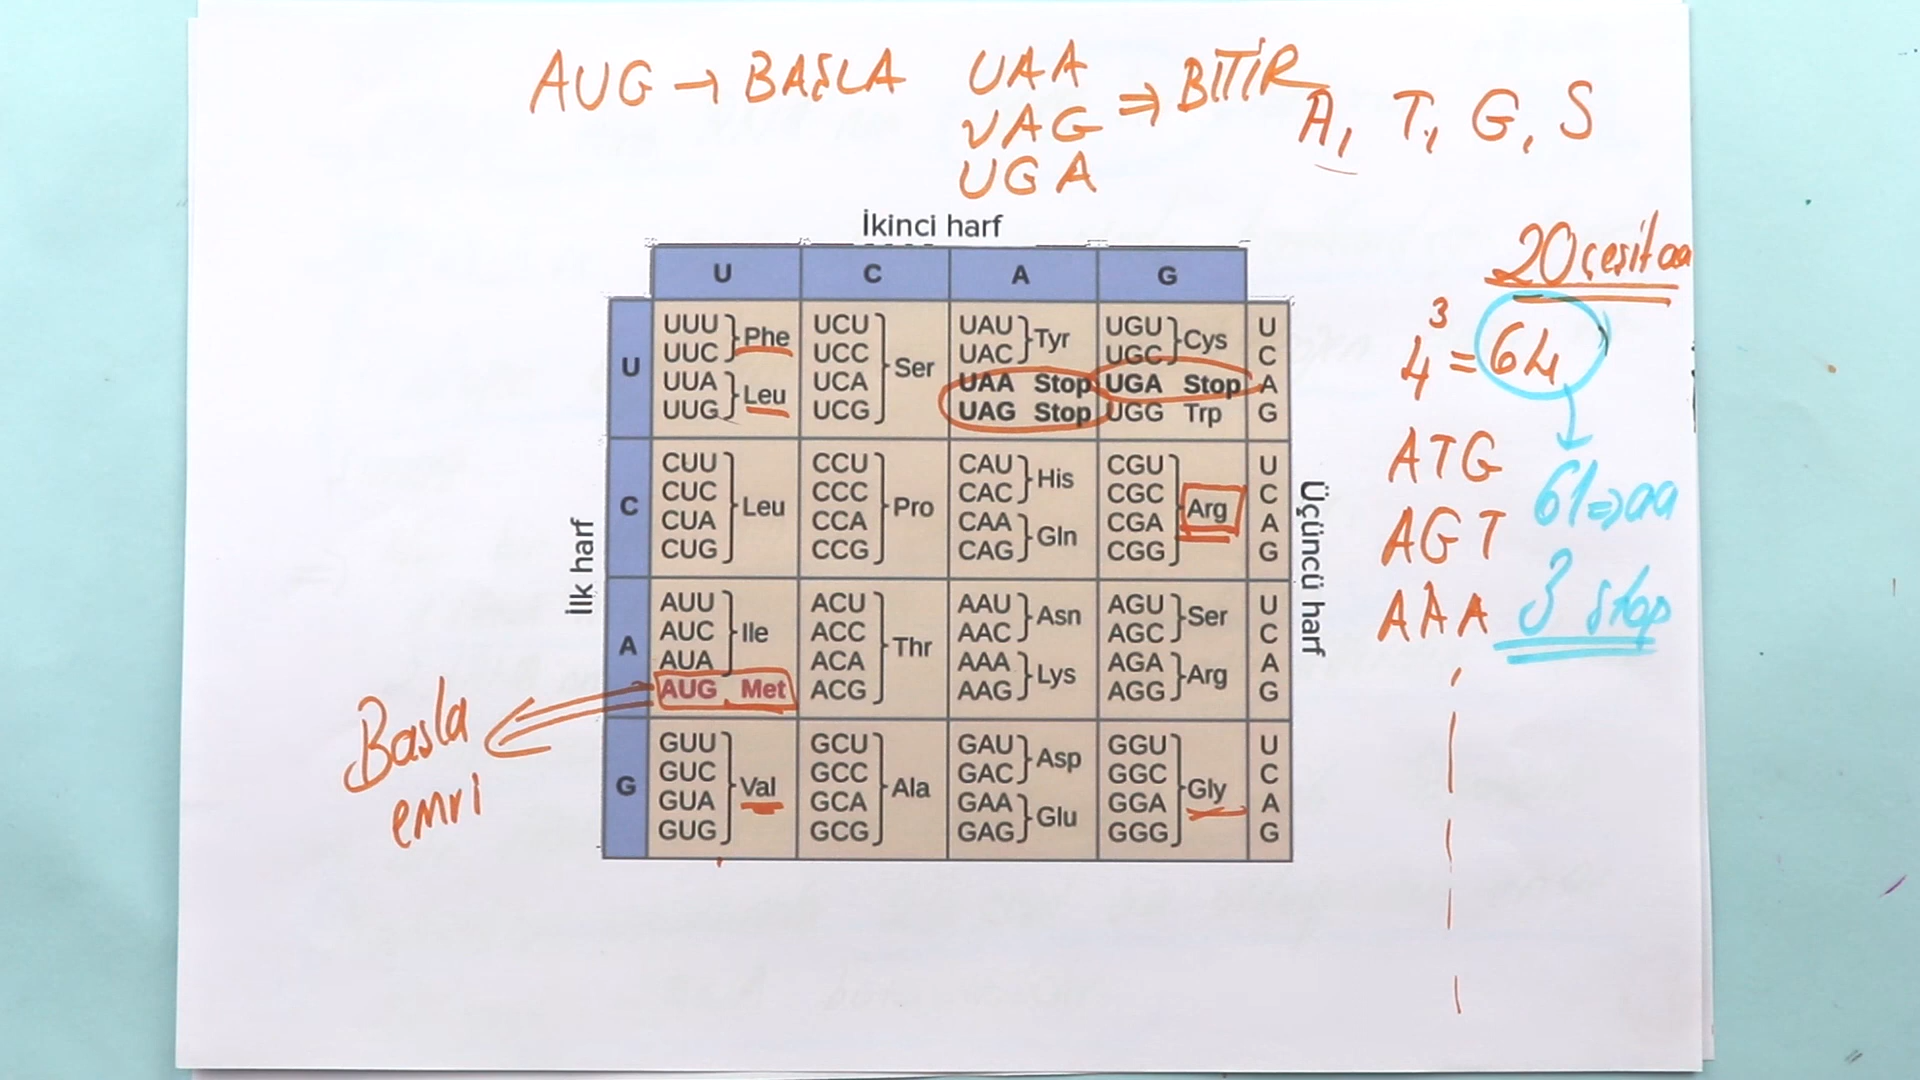 AUG → BAŞLA
UAA
UAG
UGA
⇒ BİTİR
A, T, G, S
İkinci harf
U C A G
İlk harf
Üçüncü harf
U
UUU
UUC
Phe
UUA
UUG
Leu
UCU
UCC
UCA
UCG
Ser
UAU
UAC
Tyr
UAA Stop
UAG Stop
UGU
UGC
Cys
UGA Stop
UGG Trp
U
C
A
G
C
CUU
CUC
CUA
CUG
Leu
CCU
CCC
CCA
CCG
Pro
CAU
CAC
His
CAA
CAG
Gln
CGU
CGC
CGA
CGG
Arg
U
C
A
G
A
AUU
AUC
AUA
Ile
AUG Met
ACU
ACC
ACA
ACG
Thr
AAU
AAC
Asn
AAA
AAG
Lys
AGU
AGC
Ser
AGA
AGG
Arg
U
C
A
G
G
GUU
GUC
GUA
GUG
Val
GCU
GCC
GCA
GCG
Ala
GAU
GAC
Asp
GAA
GAG
Glu
GGU
GGC
GGA
GGG
Gly
U
C
A
G
Başla
emri
20 çeşit aa
4³ = 64
ATG
AGT
AAA
61 ⇒ aa
3 stop